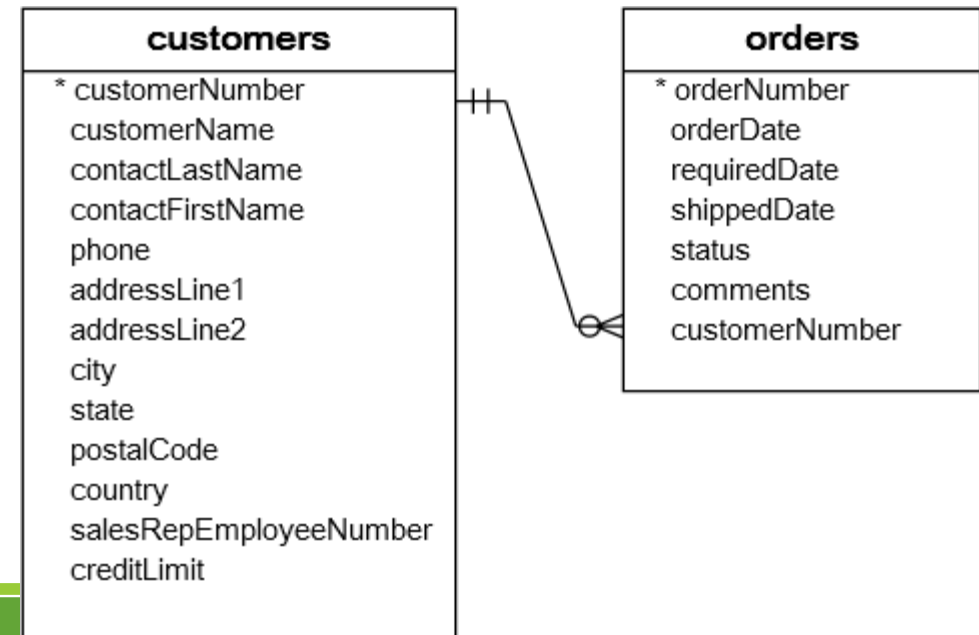 customers
* customerNumber
customerName
contactLastName
contactFirstName
phone
addressLine1
addressLine2
city
state
postalCode
country
salesRepEmployeeNumber
creditLimit
orders
* orderNumber
orderDate
requiredDate
shippedDate
status
comments
customerNumber